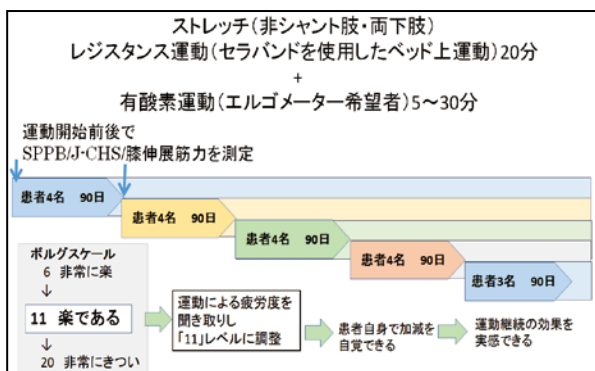 ストレッチ(非シャント肢・両下肢)
レジスタンス運動(セラバンドを使用したベッド上運動)20分
+
有酸素運動(エルゴメーター希望者)5～30分
運動開始前後で
SPPB/J-CHS/膝伸展筋力を測定
患者4名 90日
患者4名 90日
患者4名 90日
患者4名 90日
患者3名 90日
ボルグスケール
6 非常に楽
↓
11 楽である
↓
20 非常にきつい
運動による疲労度を
聞き取りし
「11」レベルに調整
患者自身で加減を
自覚できる
運動継続の効果を
実感できる